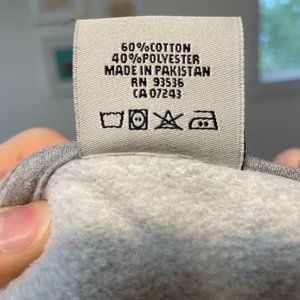 60%COTTON
40%POLYESTER
MADE IN PAKISTAN
RN 93536
CA 07243